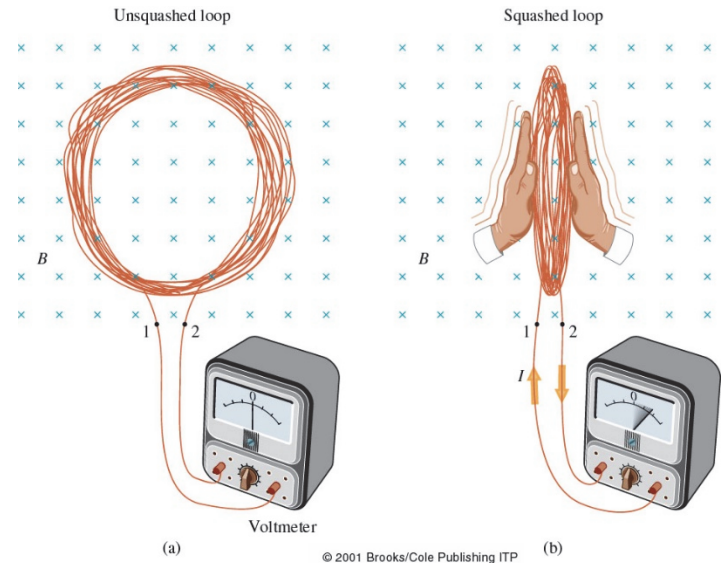 Unsquashed loop
Squashed loop
B
B
1
2
1
2
I
0
0
Voltmeter
(a)
(b)
© 2001 Brooks/Cole Publishing ITP